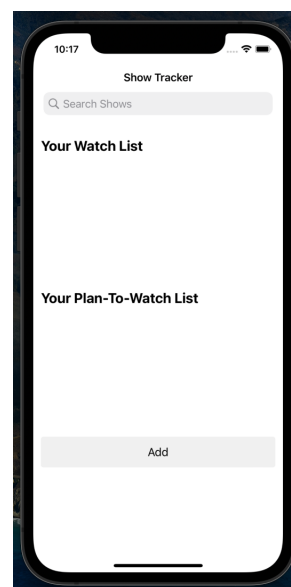 10:17
Show Tracker
Search Shows
Your Watch List
Your Plan-To-Watch List
Add